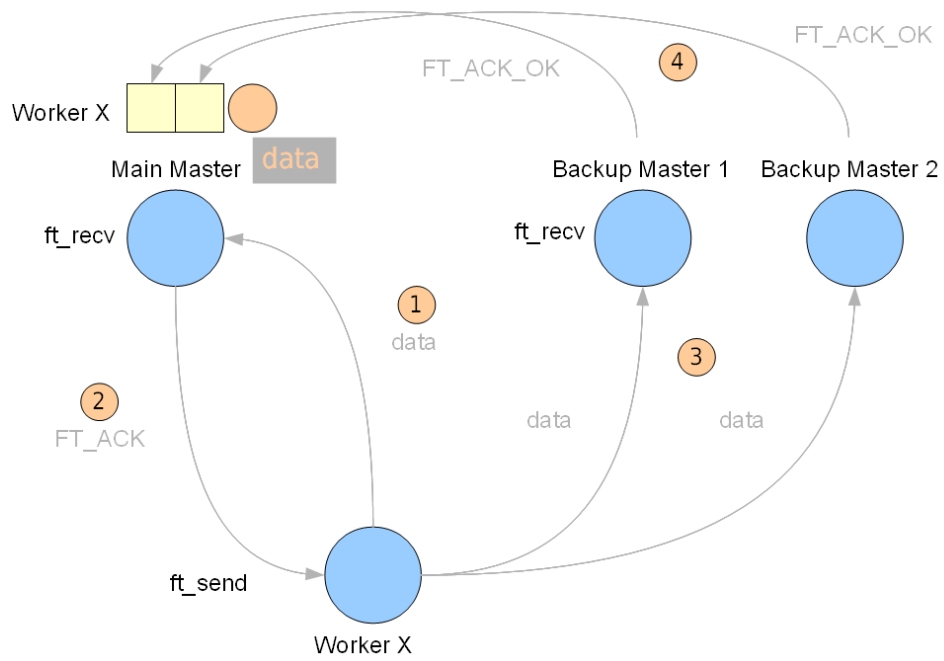 FT_ACK_OK
FT_ACK_OK
4
Worker X
data
Main Master
Backup Master 1
Backup Master 2
ft_recv
ft_recv
1
data
3
2
FT_ACK
data
data
ft_send
Worker X